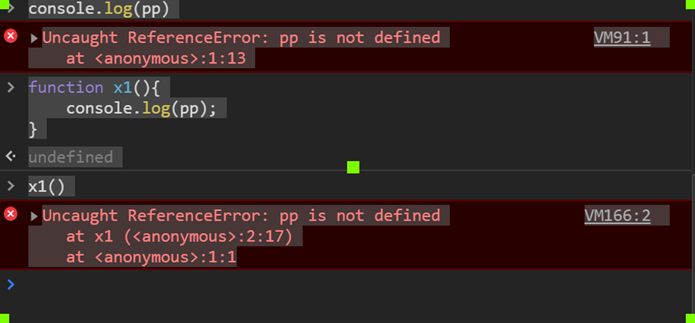 console.log(pp)
Uncaught ReferenceError: pp is not defined VM91:1
at <anonymous>:1:13
function x1(){
console.log(pp);
}
undefined
x1()
Uncaught ReferenceError: pp is not defined VM166:2
at x1 (<anonymous>:2:17)
at <anonymous>:1:1